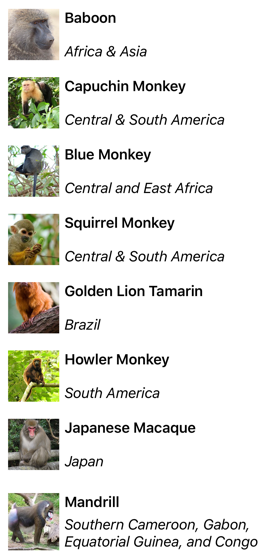 Baboon
Africa & Asia
Capuchin Monkey
Central & South America
Blue Monkey
Central and East Africa
Squirrel Monkey
Central & South America
Golden Lion Tamarin
Brazil
Howler Monkey
South America
Japanese Macaque
Japan
Mandrill
Southern Cameroon, Gabon,
Equatorial Guinea, and Congo